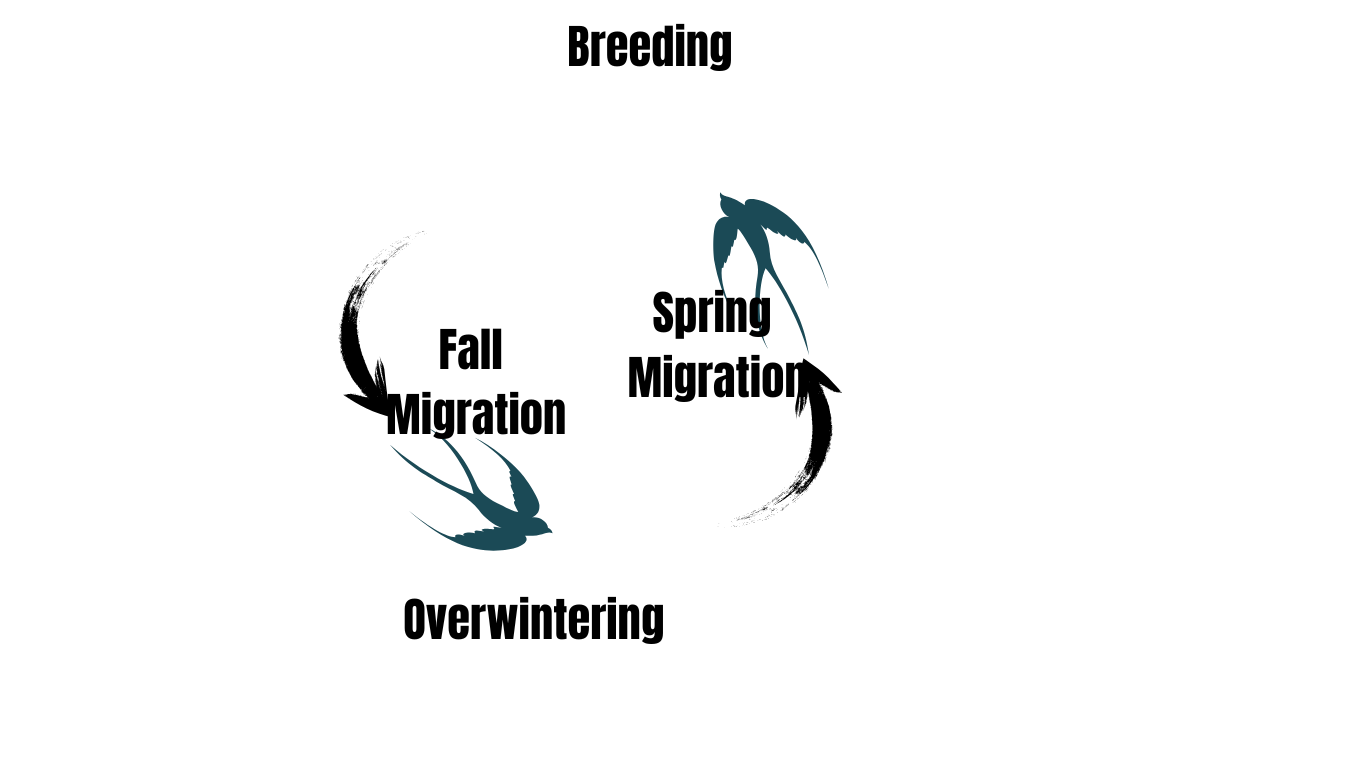 Breeding
Spring
Migration
Fall
Migration
Overwintering